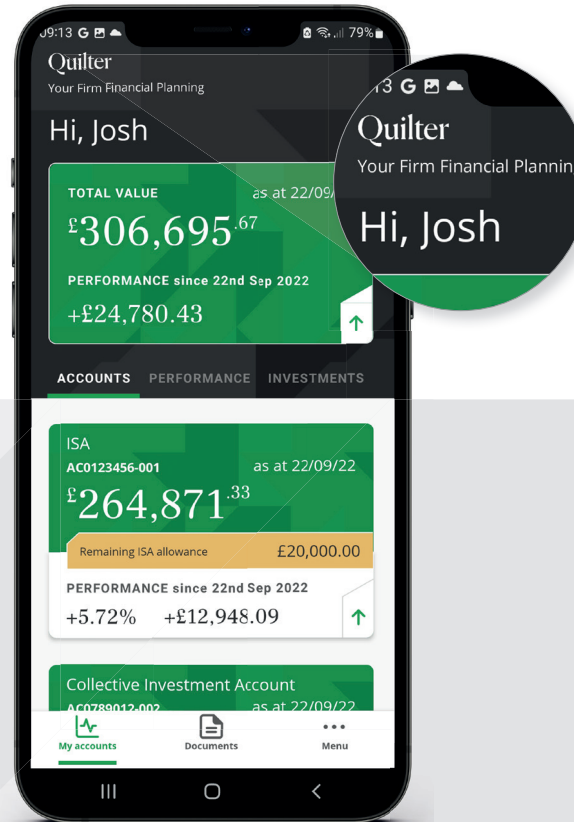 09:13 G 79%
Quilter
Your Firm Financial Planning
Hi, Josh
TOTAL VALUE as at 22/09/
£306,695.67
PERFORMANCE since 22nd Sep 2022
+£24,780.43
ACCOUNTS PERFORMANCE INVESTMENTS
ISA
AC0123456-001 as at 22/09/22
£264,871.33
Remaining ISA allowance £20,000.00
PERFORMANCE since 22nd Sep 2022
+5.72% +£12,948.09
Collective Investment Account
AC0789012-002 as at 22/09/22
My accounts Documents Menu
13 G
Quilter
Your Firm Financial Plannin
Hi, Josh